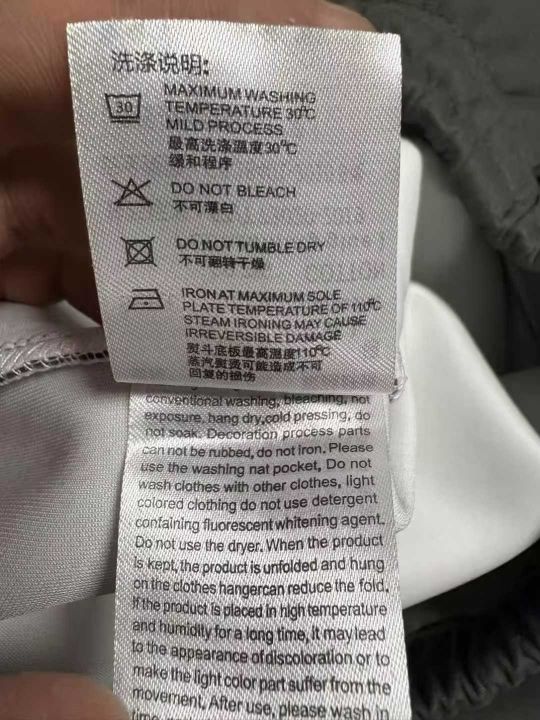 洗涤说明:
30
MAXIMUM WASHING
TEMPERATURE 30℃
MILD PROCESS
最高洗涤温度30℃
缓和程序
DO NOT BLEACH
不可漂白
DO NOT TUMBLE DRY
不可翻转干燥
IRON AT MAXIMUM SOLE
PLATE TEMPERATURE OF 110℃
STEAM IRONING MAY CAUSE
IRREVERSIBLE DAMAGE
熨斗底板最高温度110℃
蒸汽熨烫可能造成不可
回复的损伤
conventional washing, bleaching, not
exposure, hang dry,cold pressing, do
not soak. Decoration process parts
can not be rubbed, do not iron. Please
use the washing nat pocket, Do not
wash clothes with other clothes, light
colored clothing do not use detergent
containing fluorescent whitening agent.
Do not use the dryer. When the product
is kept, the product is unfolded and hung
on the clothes hangercan reduce the fold.
If the product is placed in high temperature
and humidity for a long time, it may lead
to the appearance of discoloration or to
make the light color part suffer from the
movement, After use, please wash in